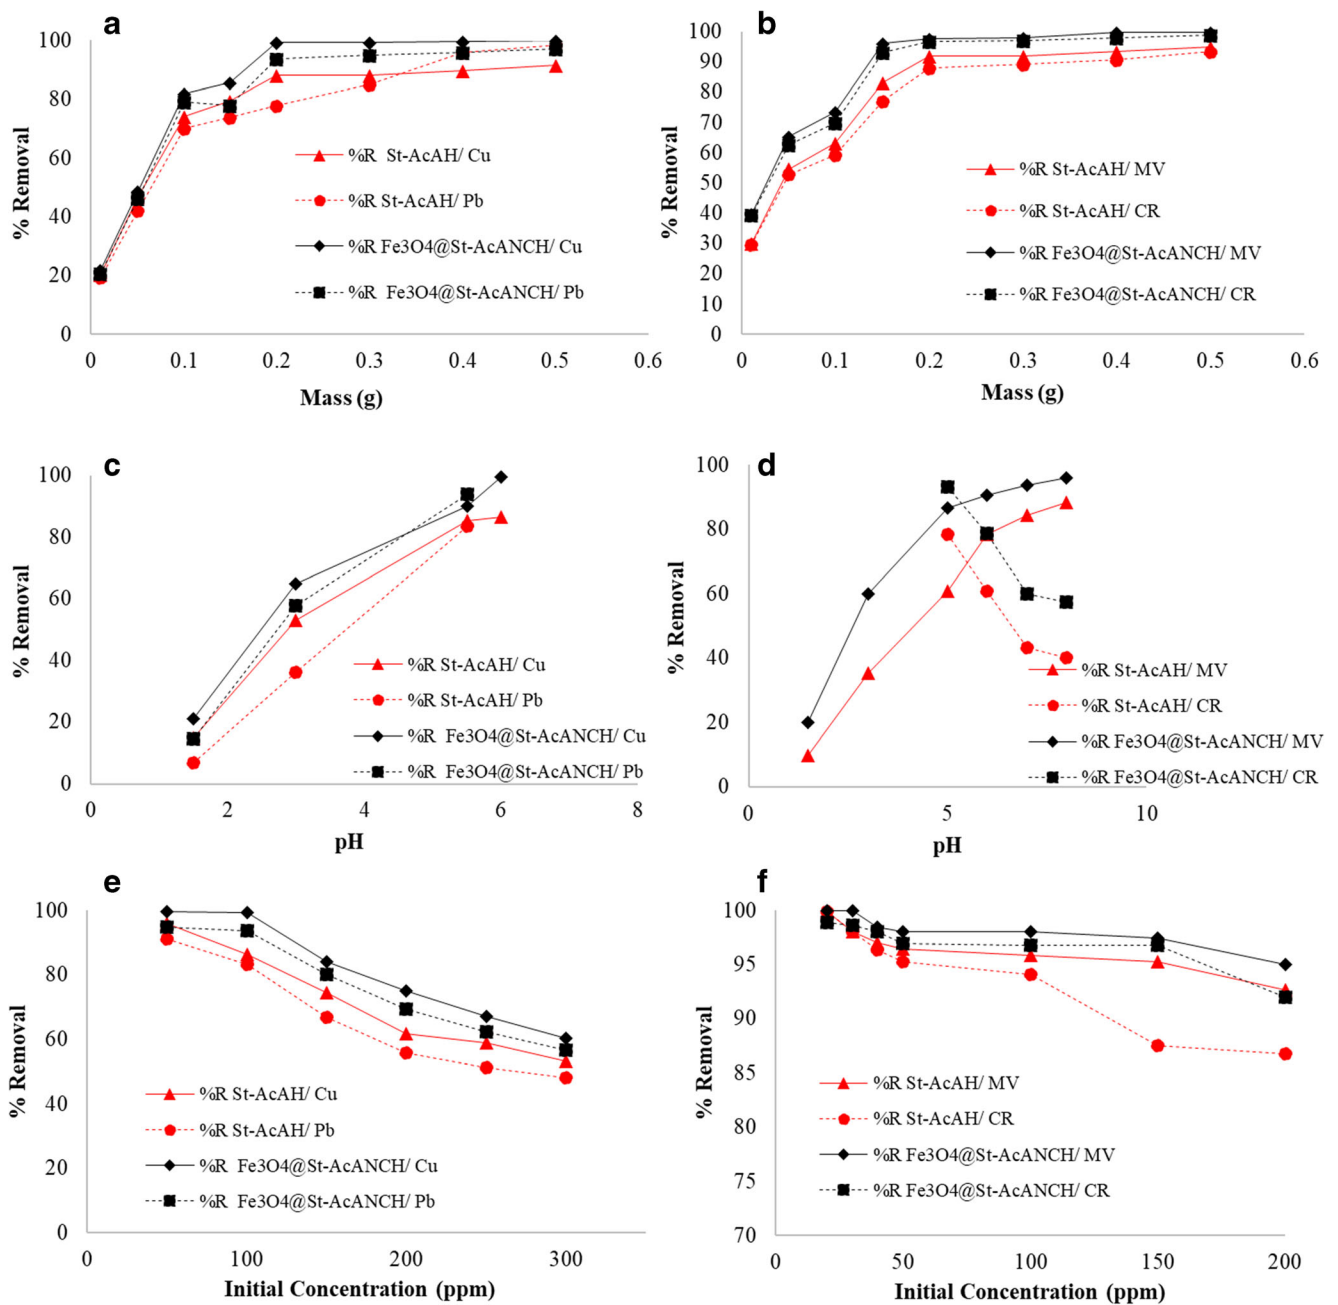 a
100
80
60
40
20
0
% Removal
%R St-AcAH/ Cu
%R St-AcAH/ Pb
%R Fe3O4@St-AcANCH/ Cu
%R Fe3O4@St-AcANCH/ Pb
0 0.1 0.2 0.3 0.4 0.5 0.6
Mass (g)
b
100
90
80
70
60
50
40
30
20
10
0
% Removal
%R St-AcAH/ MV
%R St-AcAH/ CR
%R Fe3O4@St-AcANCH/ MV
%R Fe3O4@St-AcANCH/ CR
0 0.1 0.2 0.3 0.4 0.5 0.6
Mass (g)
c
100
80
60
40
20
0
% Removal
%R St-AcAH/ Cu
%R St-AcAH/ Pb
%R Fe3O4@St-AcANCH/ Cu
%R Fe3O4@St-AcANCH/ Pb
0 2 4 6 8
pH
d
100
80
60
40
20
0
% Removal
%R St-AcAH/ MV
%R St-AcAH/ CR
%R Fe3O4@St-AcANCH/ MV
%R Fe3O4@St-AcANCH/ CR
0 5 10
pH
e
100
80
60
40
20
0
% Removal
%R St-AcAH/ Cu
%R St-AcAH/ Pb
%R Fe3O4@St-AcANCH/ Cu
%R Fe3O4@St-AcANCH/ Pb
0 100 200 300
Initial Concentration (ppm)
f
100
95
90
85
80
75
70
% Removal
%R St-AcAH/ MV
%R St-AcAH/ CR
%R Fe3O4@St-AcANCH/ MV
%R Fe3O4@St-AcANCH/ CR
0 50 100 150 200
Initial Concentration (ppm)